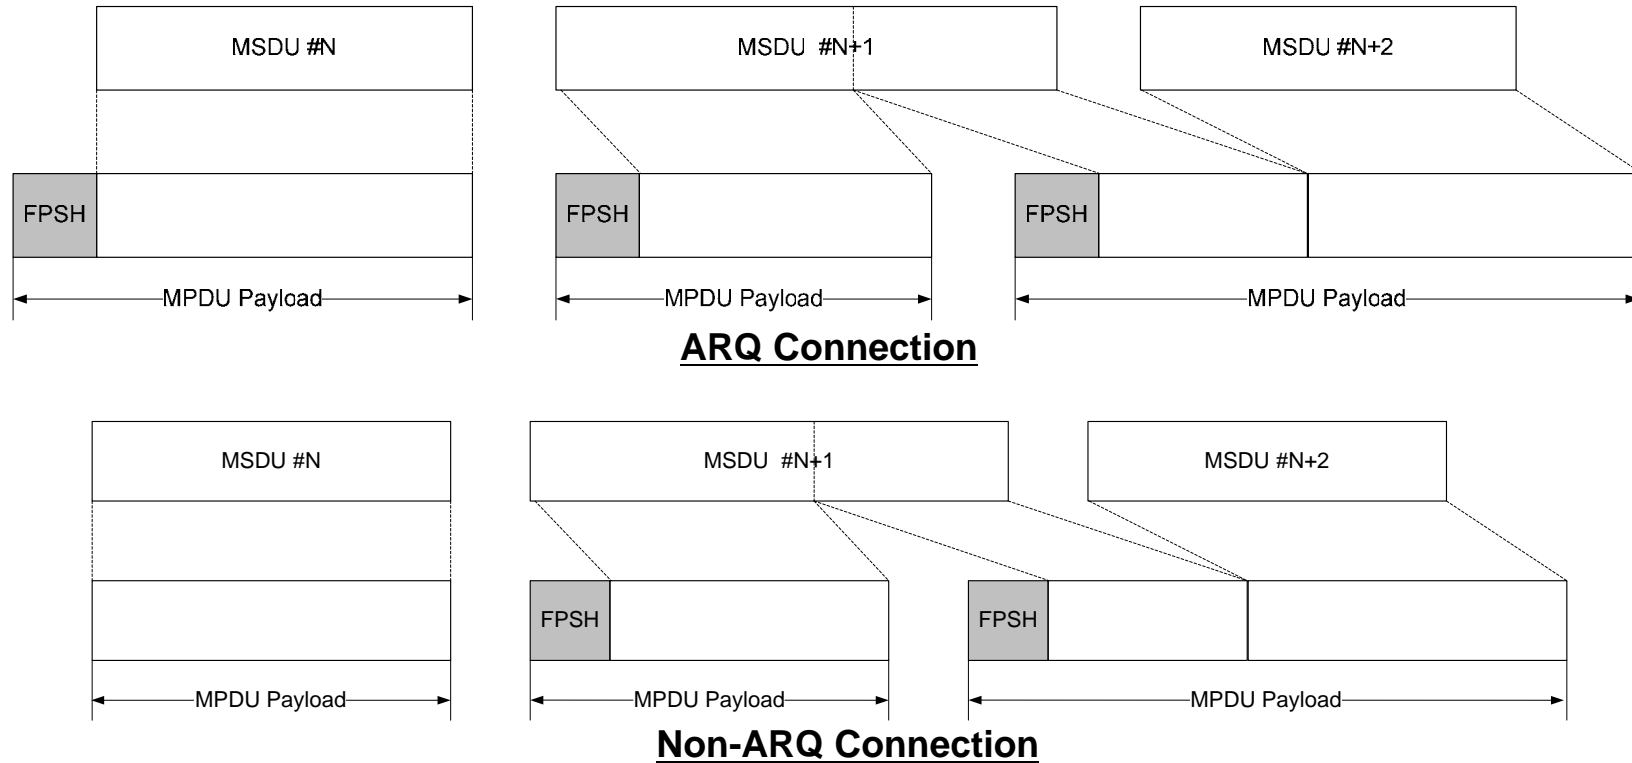 MSDU #N
MSDU #N+1
MSDU #N+2
FPSH
FPSH
FPSH
MPDU Payload
MPDU Payload
MPDU Payload
ARQ Connection
MSDU #N
MSDU #N+1
MSDU #N+2
FPSH
FPSH
MPDU Payload
MPDU Payload
MPDU Payload
Non-ARQ Connection